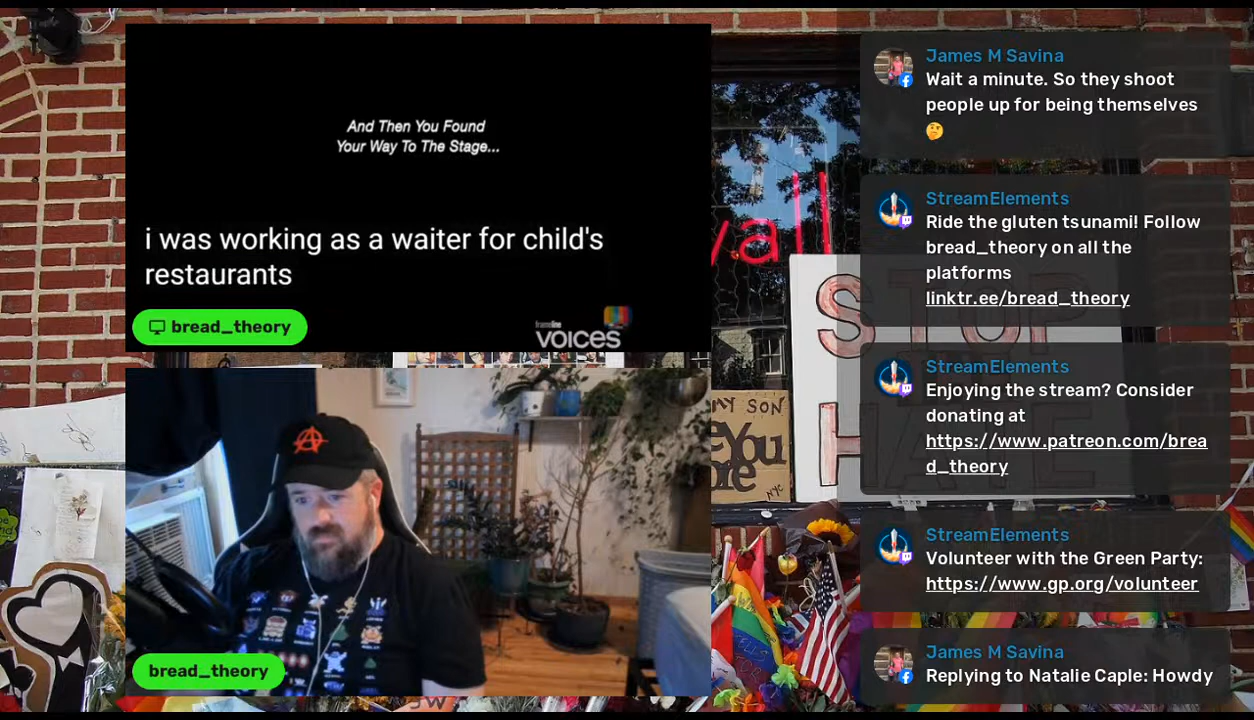 And Then You Found
Your Way To The Stage...
i was working as a waiter for child's
restaurants
bread_theory
frameline
VOICES
bread_theory
James M Savina
Wait a minute. So they shoot
people up for being themselves
🤔
StreamElements
Ride the gluten tsunami! Follow
bread_theory on all the
platforms
linktr.ee/bread_theory
StreamElements
Enjoying the stream? Consider
donating at
https://www.patreon.com/brea
d_theory
StreamElements
Volunteer with the Green Party:
https://www.gp.org/volunteer
James M Savina
Replying to Natalie Caple: Howdy
STOP
HATE
MY SON
NYC